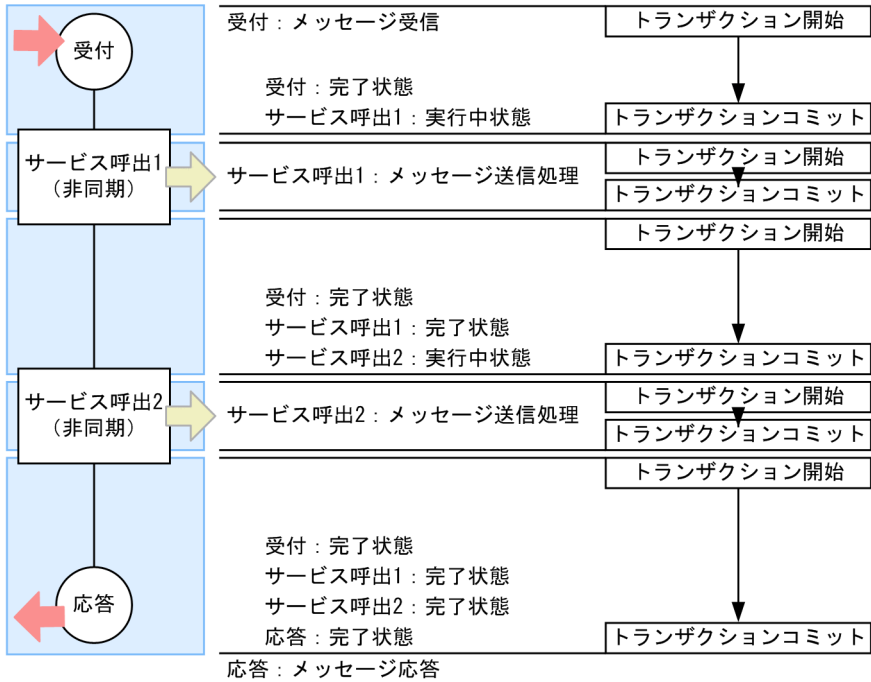 受付
サービス呼出1
（非同期）
サービス呼出2
（非同期）
応答
受付：メッセージ受信
トランザクション開始
受付：完了状態
サービス呼出1：実行中状態
トランザクションコミット
トランザクション開始
サービス呼出1：メッセージ送信処理
トランザクションコミット
トランザクション開始
受付：完了状態
サービス呼出1：完了状態
サービス呼出2：実行中状態
トランザクションコミット
トランザクション開始
サービス呼出2：メッセージ送信処理
トランザクションコミット
トランザクション開始
受付：完了状態
サービス呼出1：完了状態
サービス呼出2：完了状態
応答：完了状態
トランザクションコミット
応答：メッセージ応答